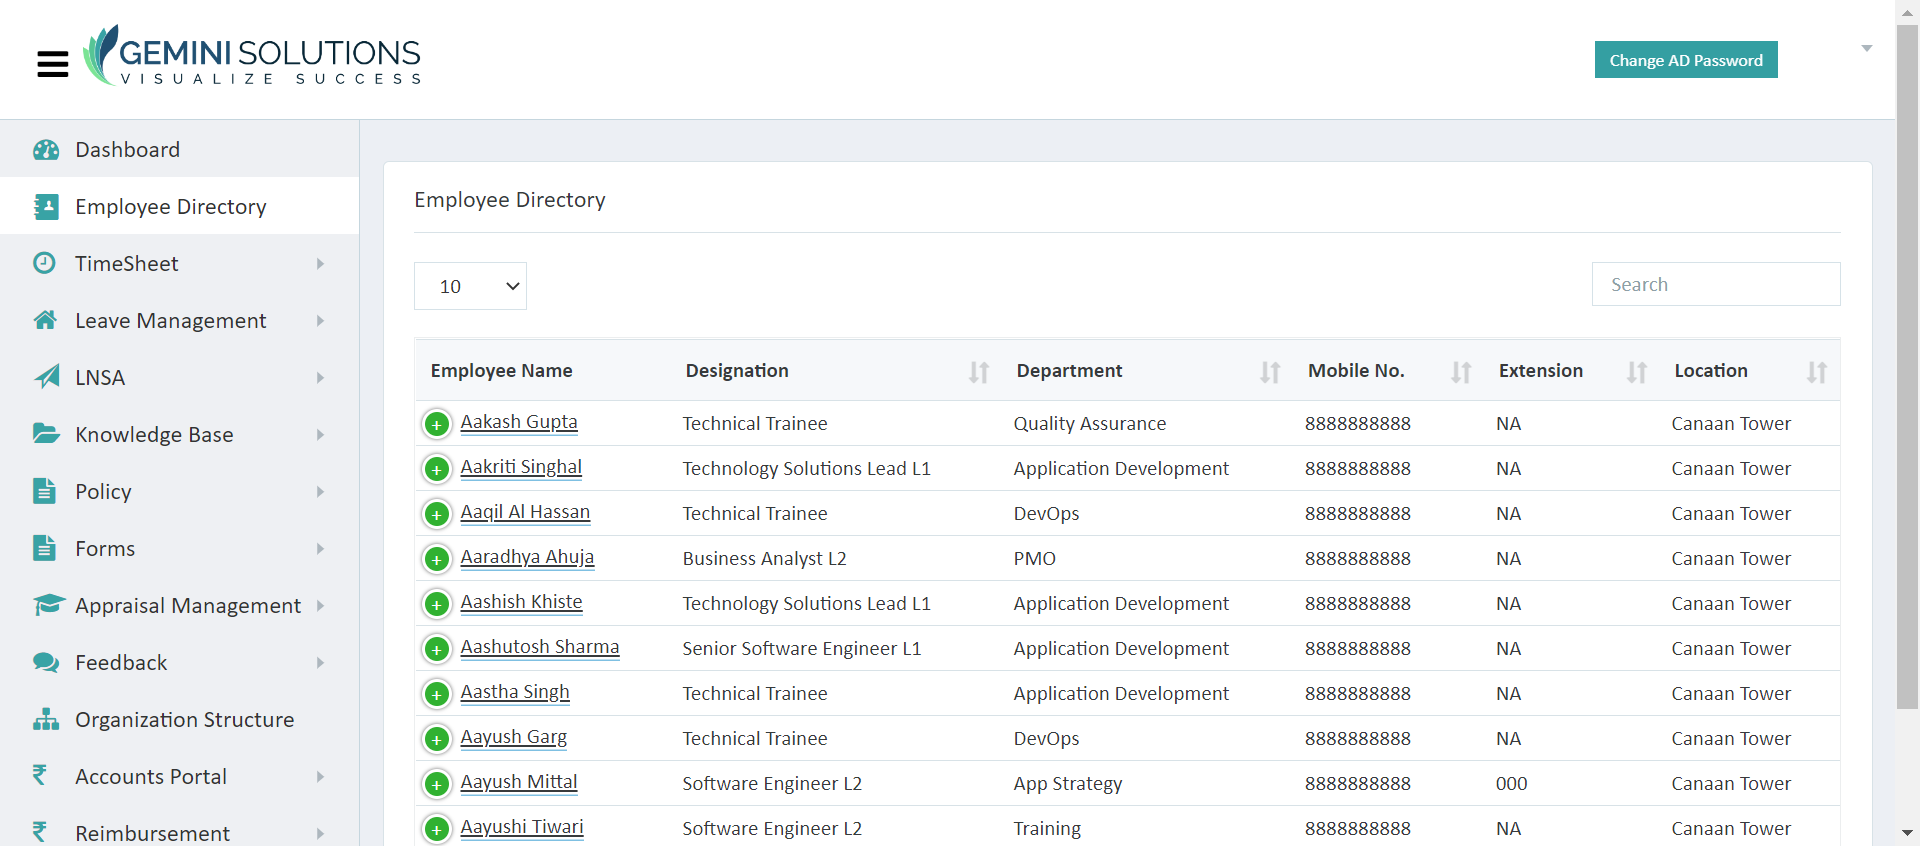 GEMINI SOLUTIONS
VISUALIZE SUCCESS
Change AD Password
Dashboard
Employee Directory
TimeSheet
Leave Management
LNSA
Knowledge Base
Policy
Forms
Appraisal Management
Feedback
Organization Structure
Accounts Portal
Reimbursement
Employee Directory
10
Search
Employee Name Designation Department Mobile No. Extension Location
Aakash Gupta Technical Trainee Quality Assurance 8888888888 NA Canaan Tower
Aakriti Singhal Technology Solutions Lead L1 Application Development 8888888888 NA Canaan Tower
Aaqil Al Hassan Technical Trainee DevOps 8888888888 NA Canaan Tower
Aaradhya Ahuja Business Analyst L2 PMO 8888888888 NA Canaan Tower
Aashish Khiste Technology Solutions Lead L1 Application Development 8888888888 NA Canaan Tower
Aashutosh Sharma Senior Software Engineer L1 Application Development 8888888888 NA Canaan Tower
Aastha Singh Technical Trainee Application Development 8888888888 NA Canaan Tower
Aayush Garg Technical Trainee DevOps 8888888888 NA Canaan Tower
Aayush Mittal Software Engineer L2 App Strategy 8888888888 000 Canaan Tower
Aayushi Tiwari Software Engineer L2 Training 8888888888 NA Canaan Tower